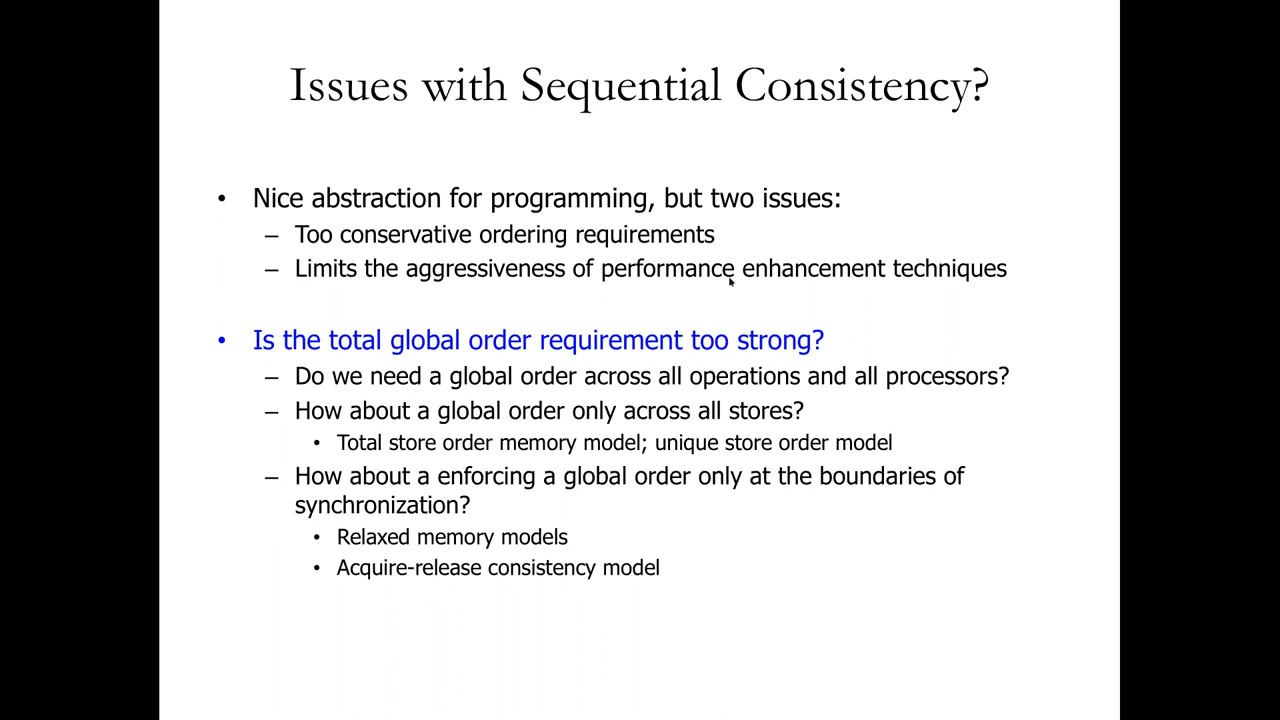 Issues with Sequential Consistency?
• Nice abstraction for programming, but two issues:
– Too conservative ordering requirements
– Limits the aggressiveness of performance enhancement techniques
• Is the total global order requirement too strong?
– Do we need a global order across all operations and all processors?
– How about a global order only across all stores?
• Total store order memory model; unique store order model
– How about a enforcing a global order only at the boundaries of
synchronization?
• Relaxed memory models
• Acquire-release consistency model